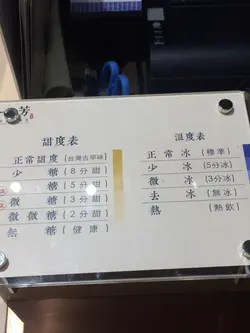 芳
甜度表
正常甜度(台灣古早味)
少糖(8分甜)
半糖(5分甜)
微糖(3分甜)
微微糖(2分甜)
無糖(健康)
溫度表
正常冰(標準)
少冰(5分冰)
微冰(3分冰)
去冰(無冰)
熱(熱飲)